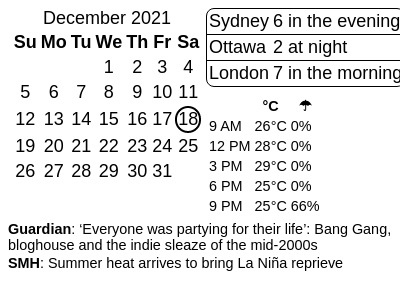 December 2021
Su Mo Tu We Th Fr Sa
1 2 3 4
5 6 7 8 9 10 11
12 13 14 15 16 17 18
19 20 21 22 23 24 25
26 27 28 29 30 31
Sydney 6 in the evening
Ottawa 2 at night
London 7 in the morning
°C ☂
9 AM 26°C 0%
12 PM 28°C 0%
3 PM 29°C 0%
6 PM 25°C 0%
9 PM 25°C 66%
Guardian: ‘Everyone was partying for their life’: Bang Gang,
bloghouse and the indie sleaze of the mid-2000s
SMH: Summer heat arrives to bring La Niña reprieve